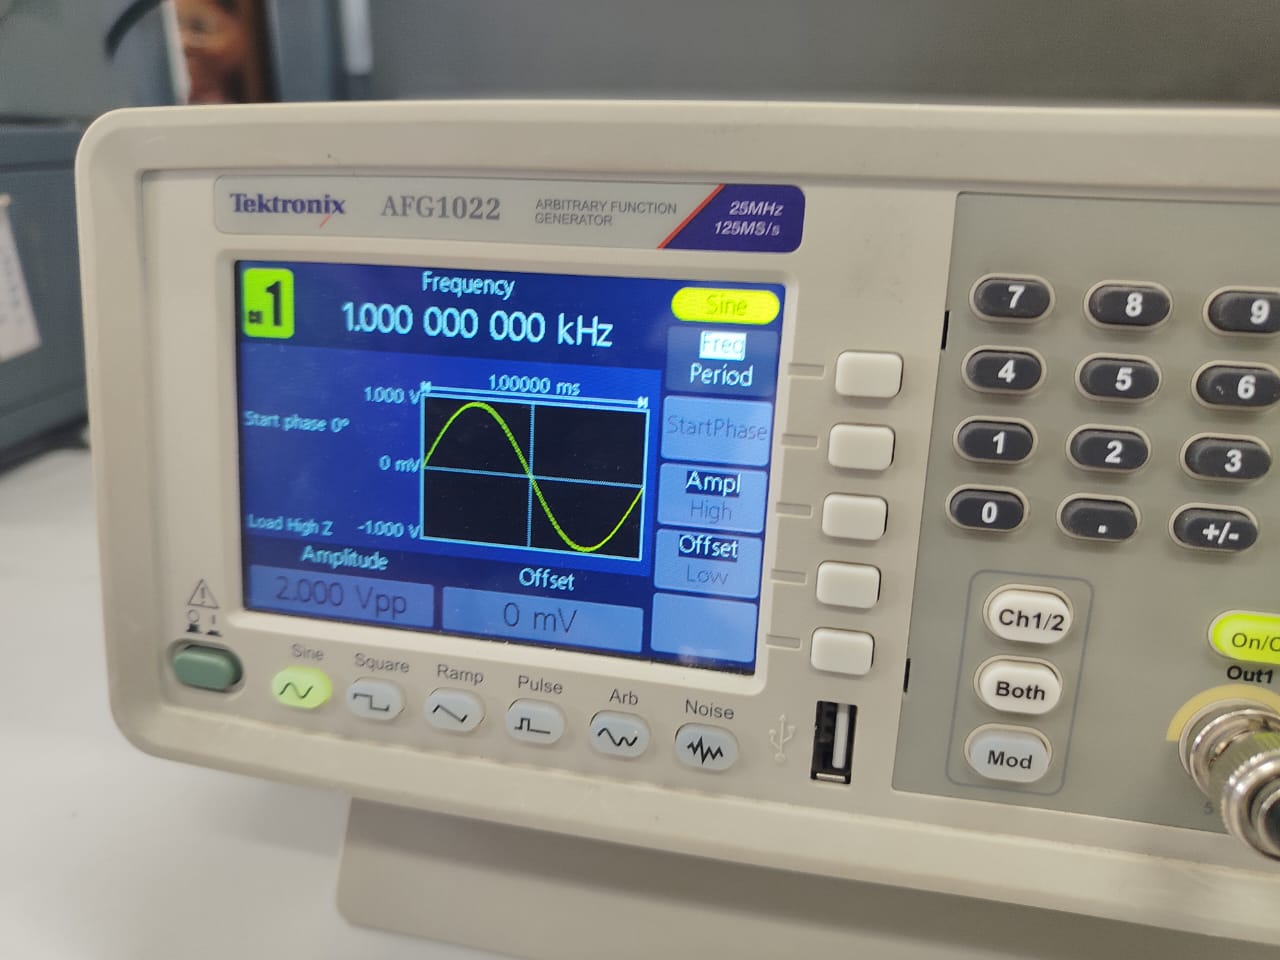 Tektronix AFG1022 ARBITRARY FUNCTION GENERATOR
25MHz
125MS/s
1
Frequency
1.000 000 000 kHz
Sine
Freq
Period
StartPhase
Ampl
High
Offset
Low
1.00000 ms
1.000 V
Start phase 0°
0 mV
Load High Z
-1.000 V
Amplitude
2.000 Vpp
Offset
0 mV
Sine
Square
Ramp
Pulse
Arb
Noise
7 8 9
4 5 6
1 2 3
0 . +/-
Ch1/2
Both
Mod
Out1